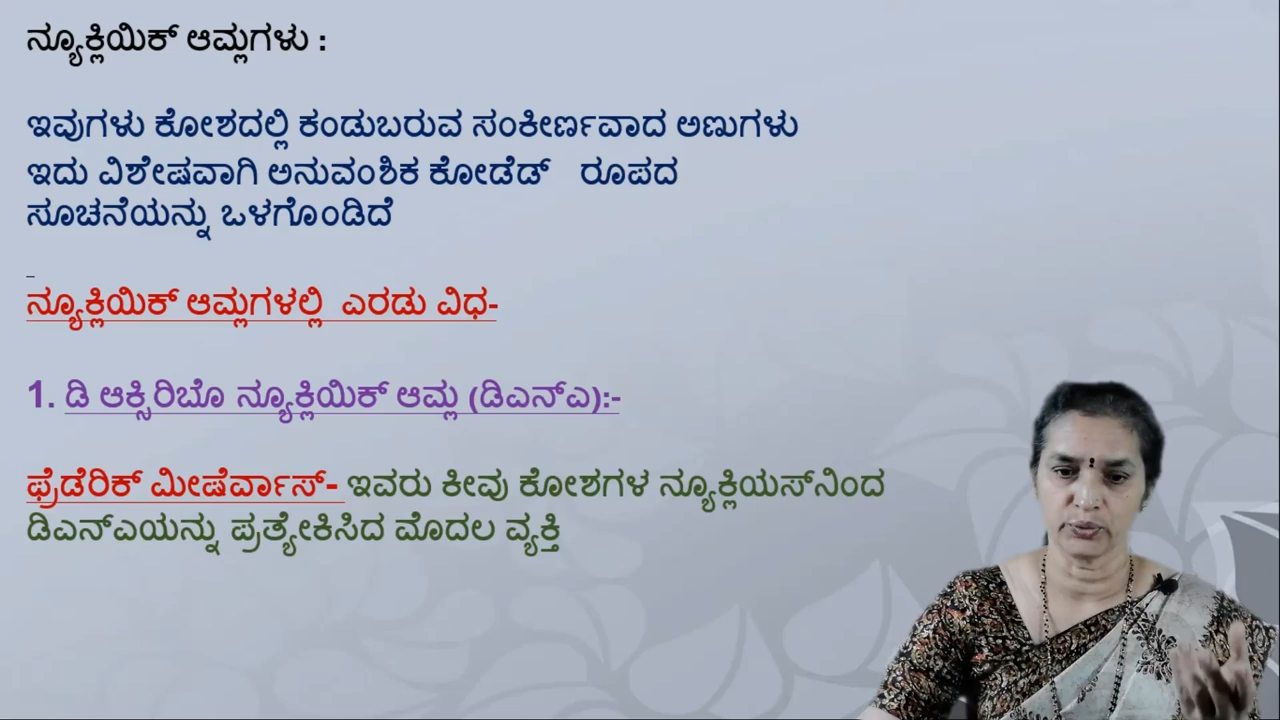 ನ್ಯೂಕ್ಲಿಯಿಕ್ ಆಮ್ಲಗಳು :
ಇವುಗಳು ಕೋಶದಲ್ಲಿ ಕಂಡುಬರುವ ಸಂಕೀರ್ಣವಾದ ಅಣುಗಳು
ಇದು ವಿಶೇಷವಾಗಿ ಅನುವಂಶಿಕ ಕೋಡೆಡ್ ರೂಪದ
ಸೂಚನೆಯನ್ನು ಒಳಗೊಂಡಿದೆ
ನ್ಯೂಕ್ಲಿಯಿಕ್ ಆಮ್ಲಗಳಲ್ಲಿ ಎರಡು ವಿಧ-
1. ಡಿ ಆಕ್ಸಿರಿಬೊ ನ್ಯೂಕ್ಲಿಯಿಕ್ ಆಮ್ಲ (ಡಿಎನ್ಎ):-
ಫ್ರೆಡೆರಿಕ್ ಮೀಷೆರ್ವಾಸ್- ಇವರು ಕೀವು ಕೋಶಗಳ ನ್ಯೂಕ್ಲಿಯಸ್‌ನಿಂದ
ಡಿಎನ್ಎಯನ್ನು ಪ್ರತ್ಯೇಕಿಸಿದ ಮೊದಲ ವ್ಯಕ್ತಿ